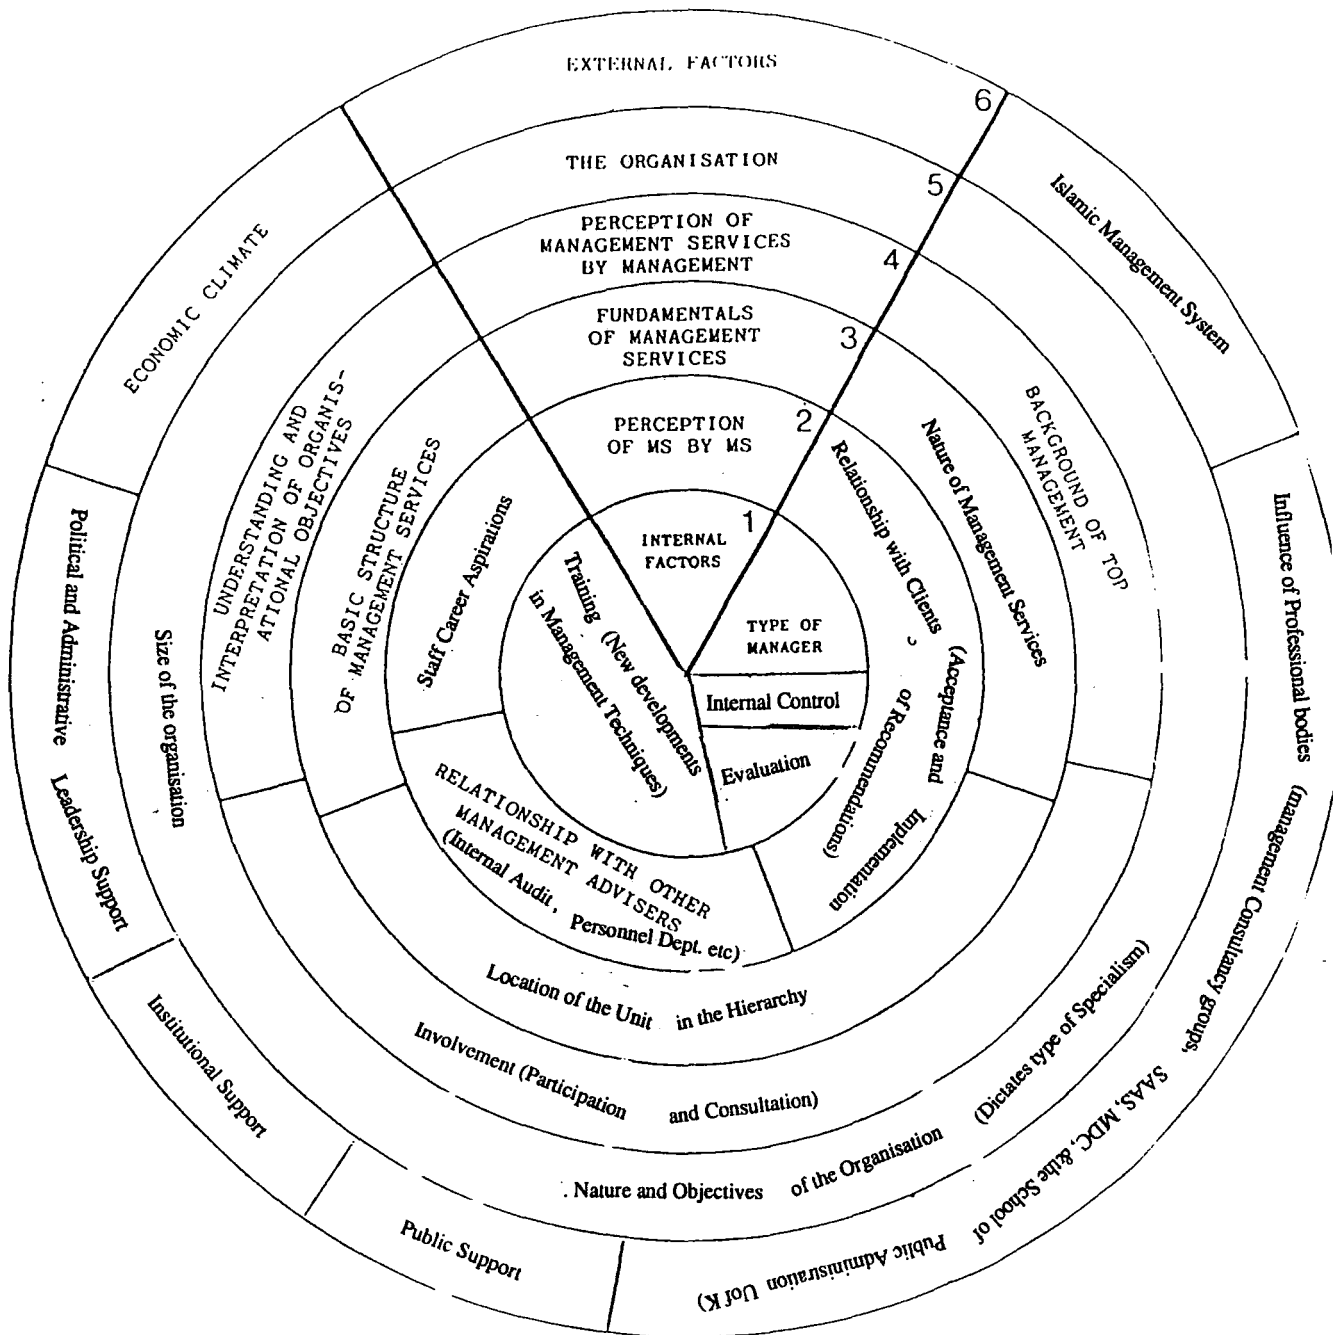 EXTERNAL FACTORS
6
THE ORGANISATION
5
PERCEPTION OF
MANAGEMENT SERVICES
BY MANAGEMENT
4
FUNDAMENTALS
OF MANAGEMENT
SERVICES
3
PERCEPTION
OF MS BY MS
2
INTERNAL
FACTORS
1
TYPE OF
MANAGER
Internal Control
Evaluation
Training (New developments
in Management Techniques)
Relationship with Clients (Acceptance and Implementation
of Recommendations)
RELATIONSHIP WITH OTHER
MANAGEMENT ADVISERS
(Internal Audit, Personnel Dept. etc)
Staff Career Aspirations
Nature of Management Services
Location of the Unit in the Hierarchy
BASIC STRUCTURE
OF MANAGEMENT SERVICES
BACKGROUND OF TOP
MANAGEMENT
Involvement (Participation and Consultation)
UNDERSTANDING AND
INTERPRETATION OF ORGANIS-
ATIONAL OBJECTIVES
Nature and Objectives of the Organisation (Dictates type of Specialism)
Size of the organisation
Islamic Management System
Influence of Professional bodies (management Consultancy groups,
SAAS, MDC, & the School of Public Administration U of K)
Public Support
Institutional Support
Political and Administrative Leadership Support
ECONOMIC CLIMATE